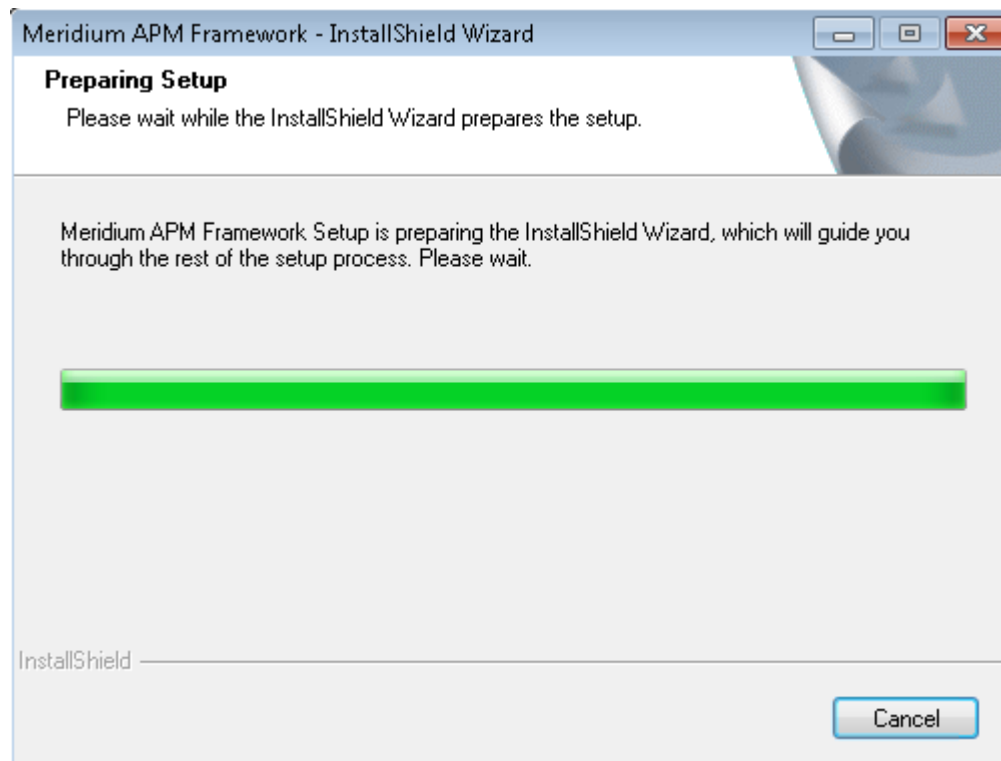 Meridium APM Framework - InstallShield Wizard
Preparing Setup
Please wait while the InstallShield Wizard prepares the setup.
Meridium APM Framework Setup is preparing the InstallShield Wizard, which will guide you
through the rest of the setup process. Please wait.
InstallShield
Cancel